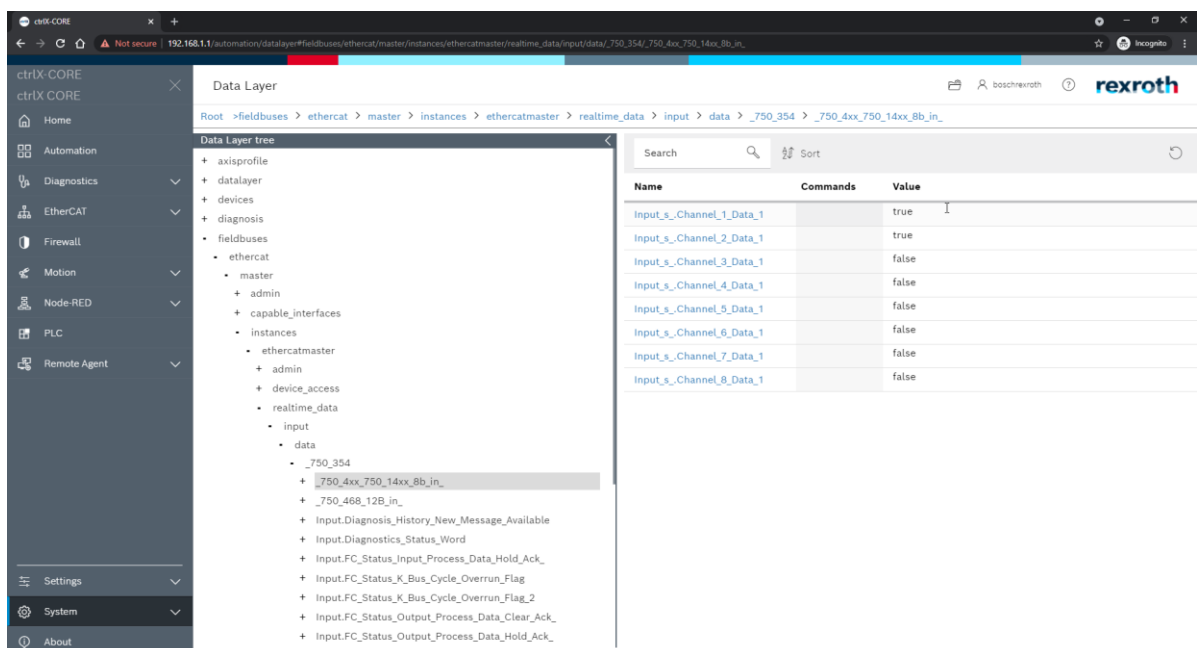 ctrlX-CORE
Not secure | 192.168.1.1/automation/datalayer#fieldbuses/ethercat/master/instances/ethercatmaster/realtime_data/input/data/_750_354/_750_4xx_750_14xx_8b_in_
Incognito
ctrlX-CORE
ctrlX CORE
Home
Automation
Diagnostics
EtherCAT
Firewall
Motion
Node-RED
PLC
Remote Agent
Settings
System
About
Data Layer
boschrexroth
rexroth
Root >fieldbuses > ethercat > master > instances > ethercatmaster > realtime_data > input > data > _750_354 > _750_4xx_750_14xx_8b_in_
Data Layer tree
+ axisprofile
+ datalayer
+ devices
+ diagnosis
• fieldbuses
• ethercat
• master
+ admin
+ capable_interfaces
• instances
• ethercatmaster
+ admin
+ device_access
• realtime_data
• input
• data
• _750_354
+ _750_4xx_750_14xx_8b_in_
+ _750_468_12B_in_
+ Input.Diagnosis_History_New_Message_Available
+ Input.Diagnostics_Status_Word
+ Input.FC_Status_Input_Process_Data_Hold_Ack_
+ Input.FC_Status_K_Bus_Cycle_Overrun_Flag
+ Input.FC_Status_K_Bus_Cycle_Overrun_Flag_2
+ Input.FC_Status_Output_Process_Data_Clear_Ack_
+ Input.FC_Status_Output_Process_Data_Hold_Ack_
Search
Sort
Name Commands Value
Input_s_.Channel_1_Data_1 true
Input_s_.Channel_2_Data_1 true
Input_s_.Channel_3_Data_1 false
Input_s_.Channel_4_Data_1 false
Input_s_.Channel_5_Data_1 false
Input_s_.Channel_6_Data_1 false
Input_s_.Channel_7_Data_1 false
Input_s_.Channel_8_Data_1 false